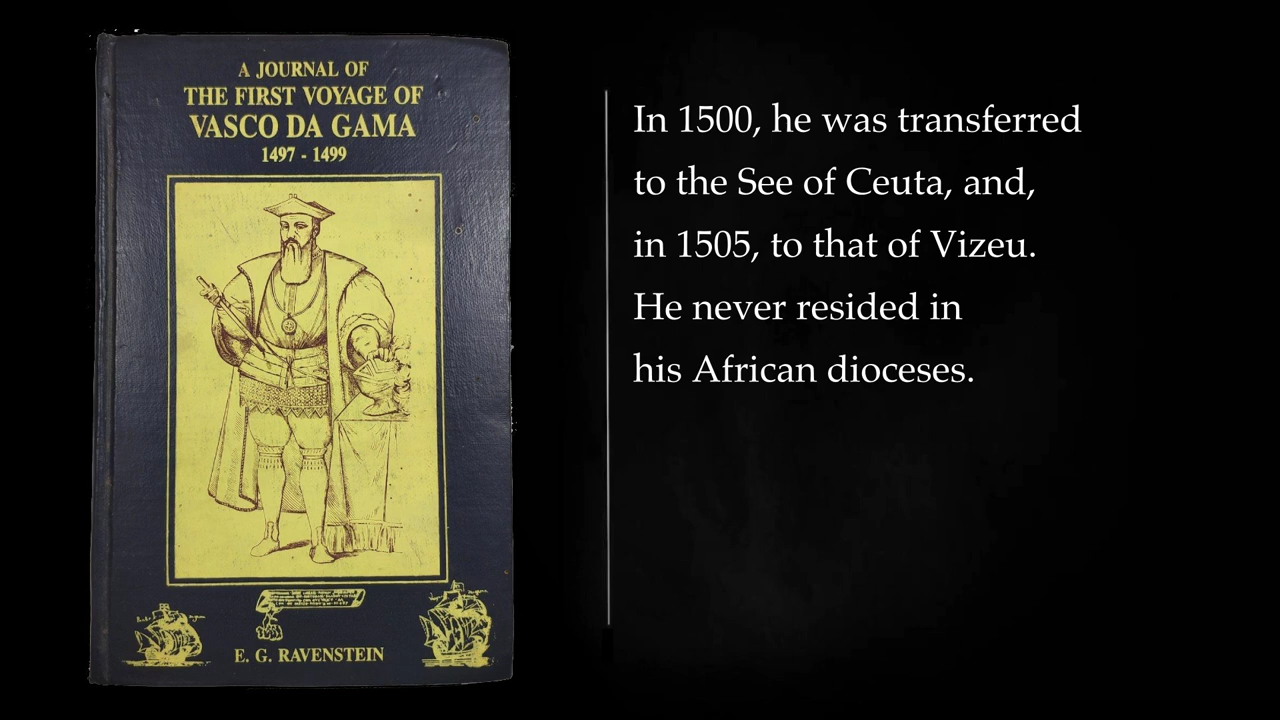 A JOURNAL OF
THE FIRST VOYAGE OF
VASCO DA GAMA
1497 - 1499
E. G. RAVENSTEIN
In 1500, he was transferred
to the See of Ceuta, and,
in 1505, to that of Vizeu.
He never resided in
his African dioceses.